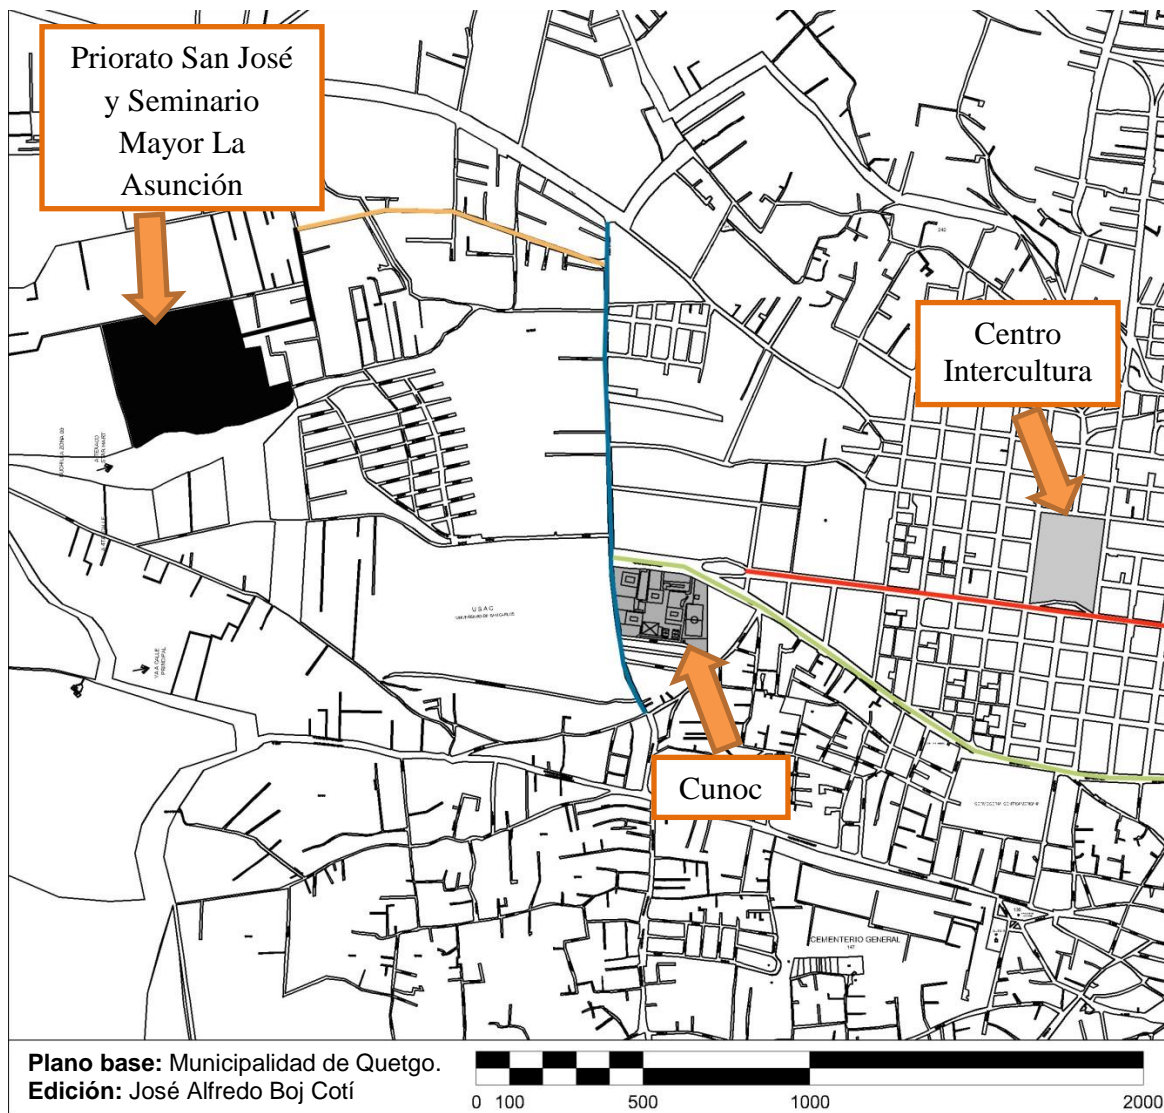 Priorato San José
y Seminario
Mayor La
Asunción
Centro
Intercultura
USAC
Cunoc
CEMENTERIO GENERAL
Plano base: Municipalidad de Quetgo.
Edición: José Alfredo Boj Cotí
0 100 500 1000 2000